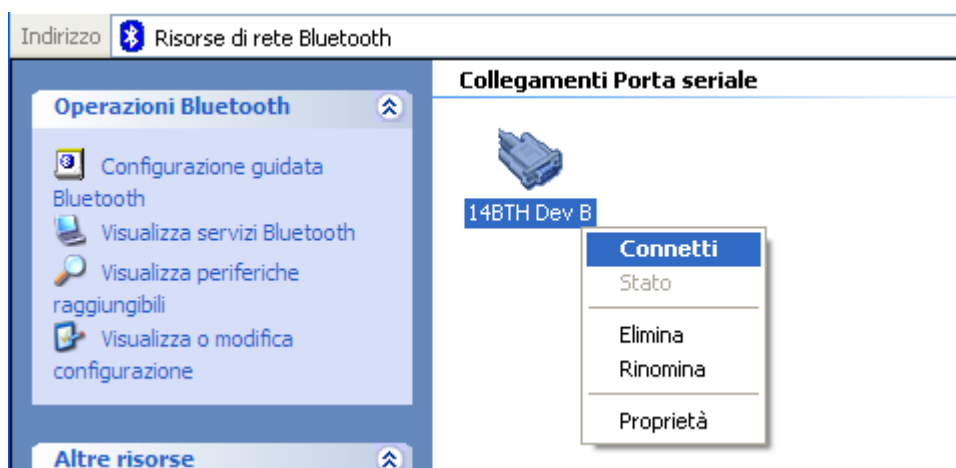 Indirizzo Risorse di rete Bluetooth
Collegamenti Porta seriale
Operazioni Bluetooth
Configurazione guidata
Bluetooth
Visualizza servizi Bluetooth
Visualizza periferiche
raggiungibili
Visualizza o modifica
configurazione
Altre risorse
14BTH Dev B
Connetti
Stato
Elimina
Rinomina
Proprietà